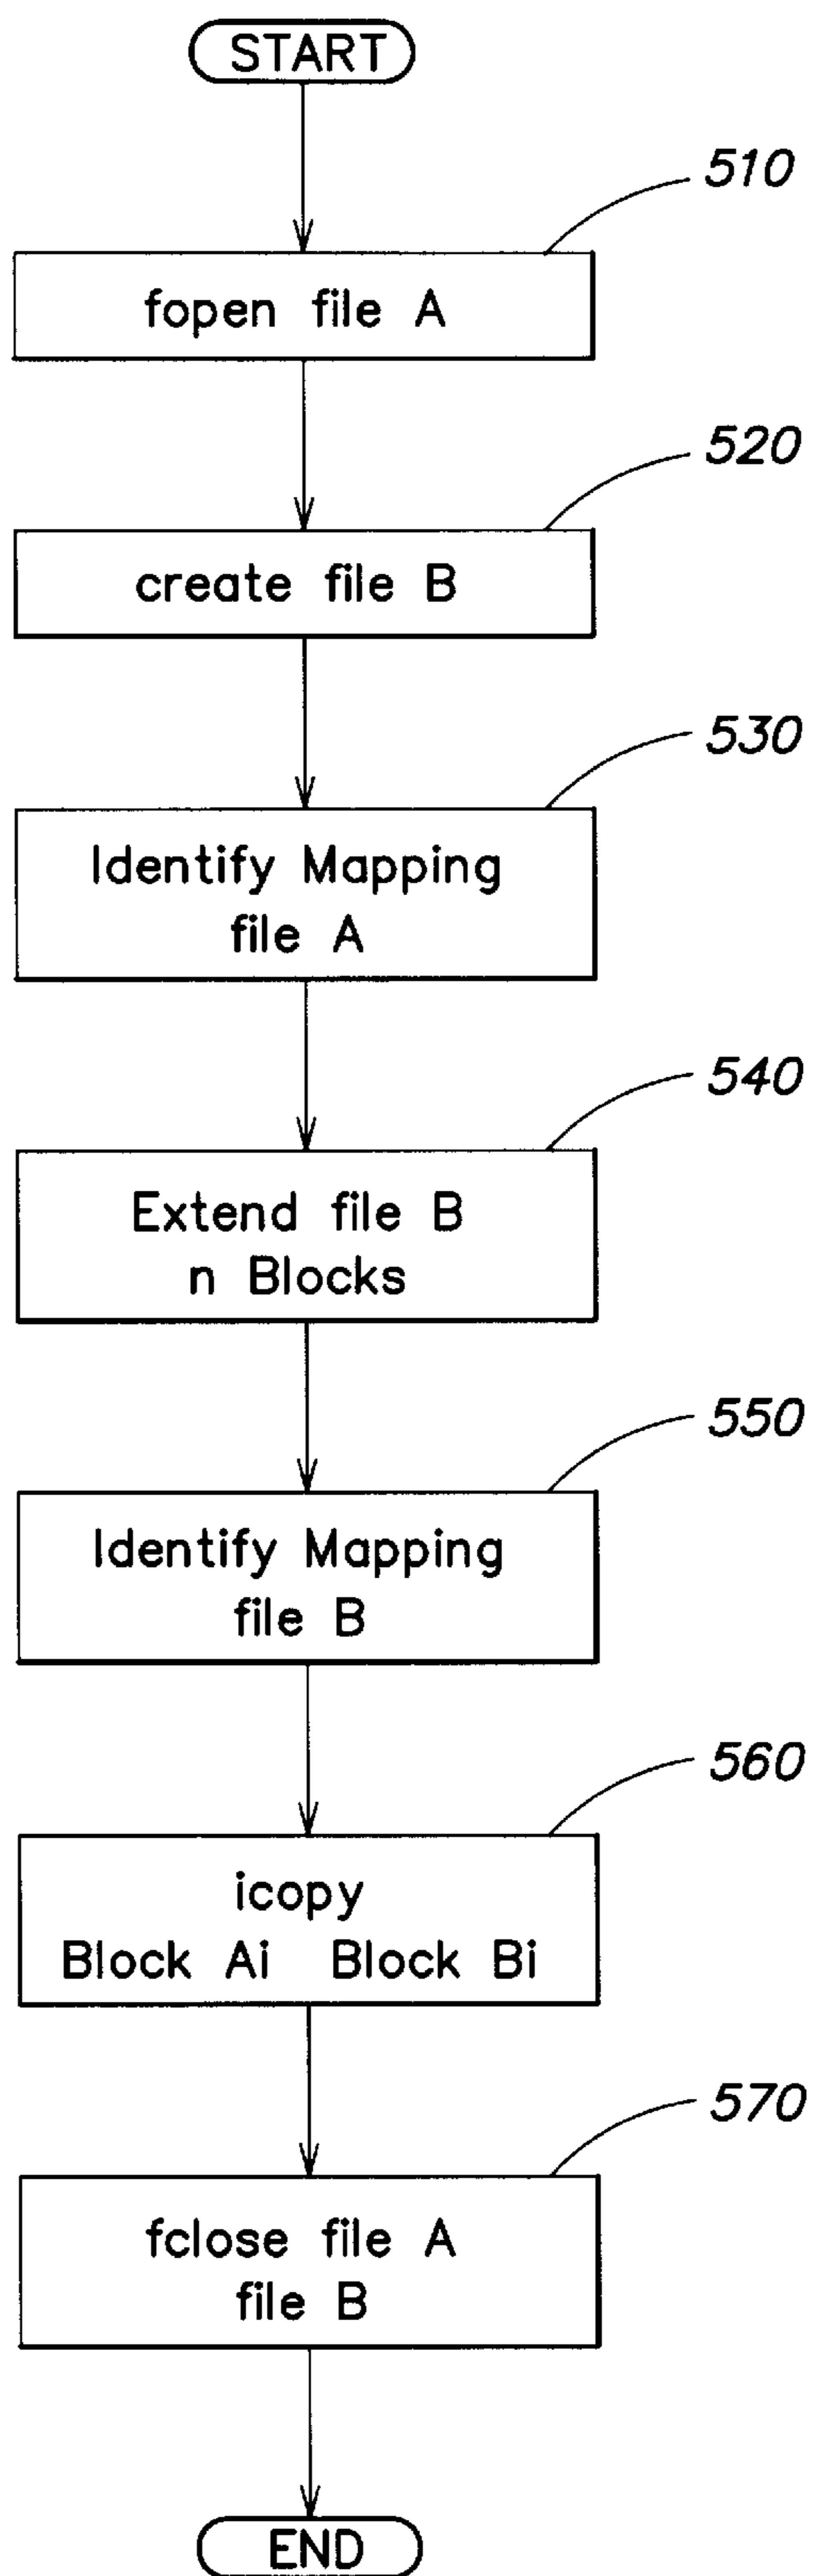 START
510
fopen file A
520
create file B
530
Identify Mapping
file A
540
Extend file B
n Blocks
550
Identify Mapping
file B
560
icopy
Block Ai Block Bi
570
fclose file A
file B
END